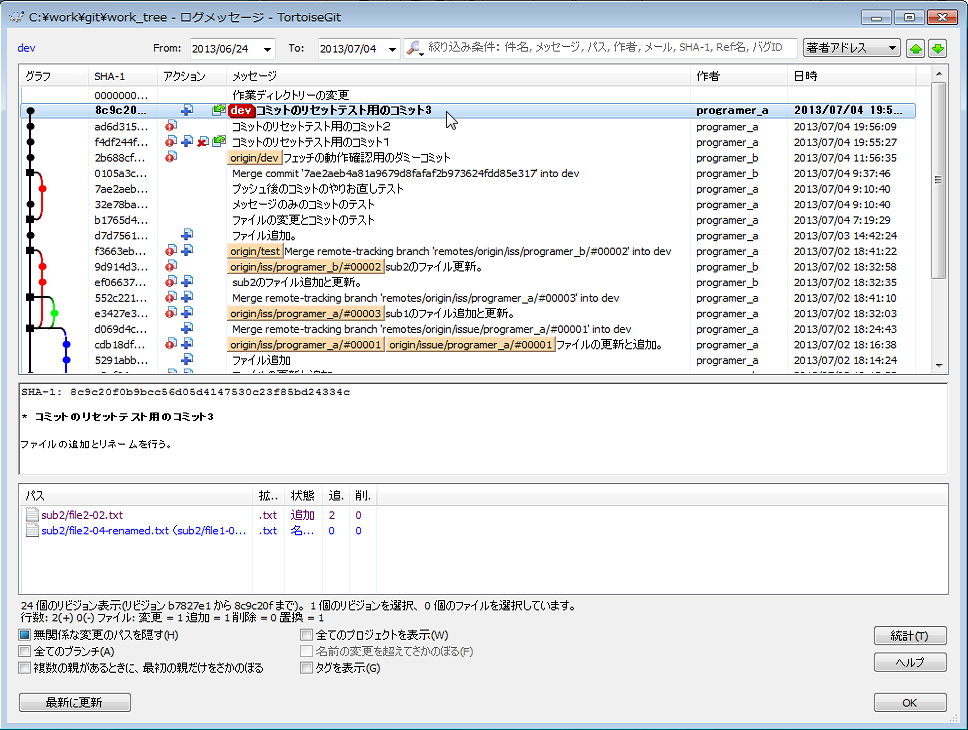 C:¥work¥git¥work_tree - ログメッセージ - TortoiseGit
dev From: 2013/06/24 To: 2013/07/04 絞り込み条件: 件名, メッセージ, パス, 作者, メール, SHA-1, Ref名, バグID 著者アドレス
グラフ SHA-1 アクション メッセージ 作者 日時
0000000... 作業ディレクトリーの変更
8c9c20... dev コミットのリセットテスト用のコミット3 programer_a 2013/07/04 19:5...
ad6d315... コミットのリセットテスト用のコミット2 programer_a 2013/07/04 19:56:09
f4df244f... コミットのリセットテスト用のコミット1 programer_a 2013/07/04 19:55:27
2b688cf... origin/dev フェッチの動作確認用のダミーコミット programer_b 2013/07/04 11:56:35
0105a3c... Merge commit '7ae2aeb4a81a9679d8fafaf2b973624fdd85e317' into dev programer_b 2013/07/04 9:37:46
7ae2aeb... プッシュ後のコミットのやりお直しテスト programer_a 2013/07/04 9:10:40
32e78ba... メッセージのみのコミットのテスト programer_a 2013/07/04 9:10:40
b1765d4... ファイルの変更とコミットのテスト programer_a 2013/07/04 7:19:29
d7d7561... ファイル追加。 programer_a 2013/07/03 14:42:24
f3663eb... origin/test Merge remote-tracking branch 'remotes/origin/iss/programer_b/#00002' into dev programer_a 2013/07/02 18:41:22
9d914d3... origin/iss/programer_b/#00002 sub2のファイル更新。 programer_b 2013/07/02 18:32:58
ef06637... sub2のファイル追加と更新。 programer_b 2013/07/02 18:32:35
552c221... Merge remote-tracking branch 'remotes/origin/iss/programer_a/#00003' into dev programer_a 2013/07/02 18:41:10
e3427e3... origin/iss/programer_a/#00003 sub1のファイル追加と更新。 programer_a 2013/07/02 18:30:09
d069d4c... Merge remote-tracking branch 'remotes/origin/issue/programer_a/#00001' into dev programer_a 2013/07/02 18:24:43
cdb18df... origin/iss/programer_a/#00001 origin/issue/programer_a/#00001 ファイルの更新と追加。 programer_a 2013/07/02 18:16:38
5291abb... ファイル追加 programer_a 2013/07/02 18:14:24
SHA-1: 8c9c20f0b9bcc56d05d4147530c23f85bd24334c
* コミットのリセットテスト用のコミット3
ファイルの追加とリネームを行う。
パス 拡.. 状態 追. 削.
sub2/file2-02.txt .txt 追加 2 0
sub2/file2-04-renamed.txt (sub2/file1-0... .txt 名... 0 0
24 個のリビジョン表示(リビジョン b7827e1 から 8c9c20f まで)。1 個のリビジョンを選択、0 個のファイルを選択しています。
行数: 2(+) 0(-) ファイル: 変更 = 1 追加 = 1 削除 = 0 置換 = 1
無関係な変更のパスを隠す(H) 全てのプロジェクトを表示(W) 統計(T)
全てのブランチ(A) 名前の変更を超えてさかのぼる(F)
複数の親があるときに、最初の親だけをさかのぼる タグを表示(G) ヘルプ
最新に更新 OK